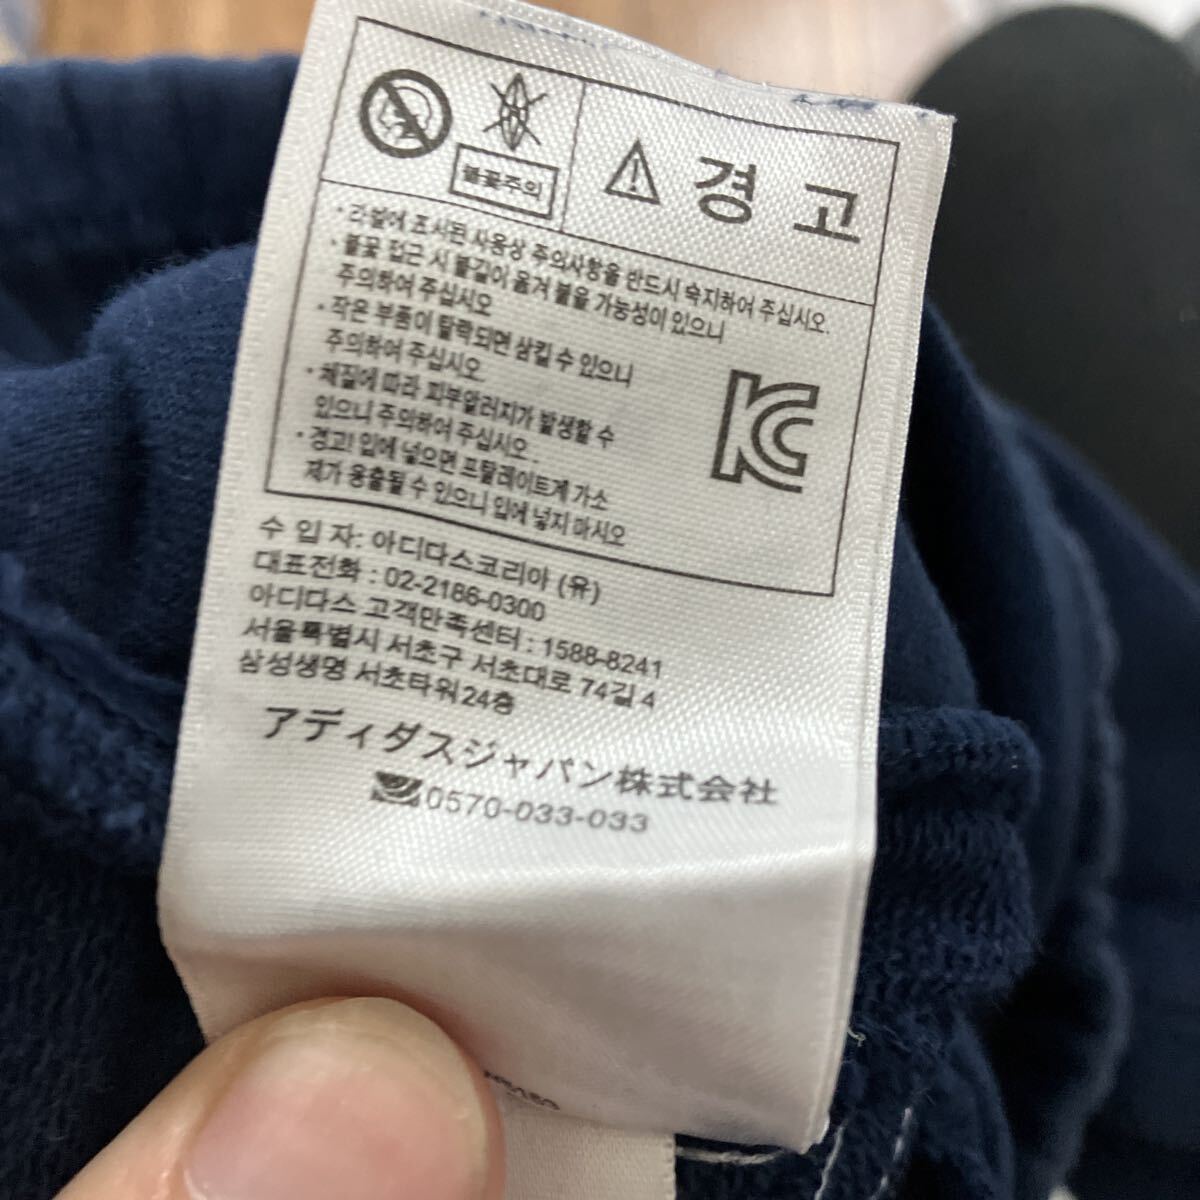 불꽃주의
경 고
· 라벨에 표시된 사용상 주의사항을 반드시 숙지하여 주십시오.
· 불꽃 접근 시 불길이 옮겨 붙을 가능성이 있으니
주의하여 주십시오
· 작은 부품이 탈락되면 삼킬 수 있으니
주의하여 주십시오
· 체질에 따라 피부알러지가 발생할 수
있으니 주의하여 주십시오.
· 경고! 입에 넣으면 프탈레이트계 가소
제가 용출될 수 있으니 입에 넣지 마시오
KC
수 입 자: 아디다스코리아 (유)
대표전화 : 02-2186-0300
아디다스 고객만족센터 : 1588-8241
서울특별시 서초구 서초대로 74길 4
삼성생명 서초타워24층
アディダスジャパン株式会社
0570-033-033